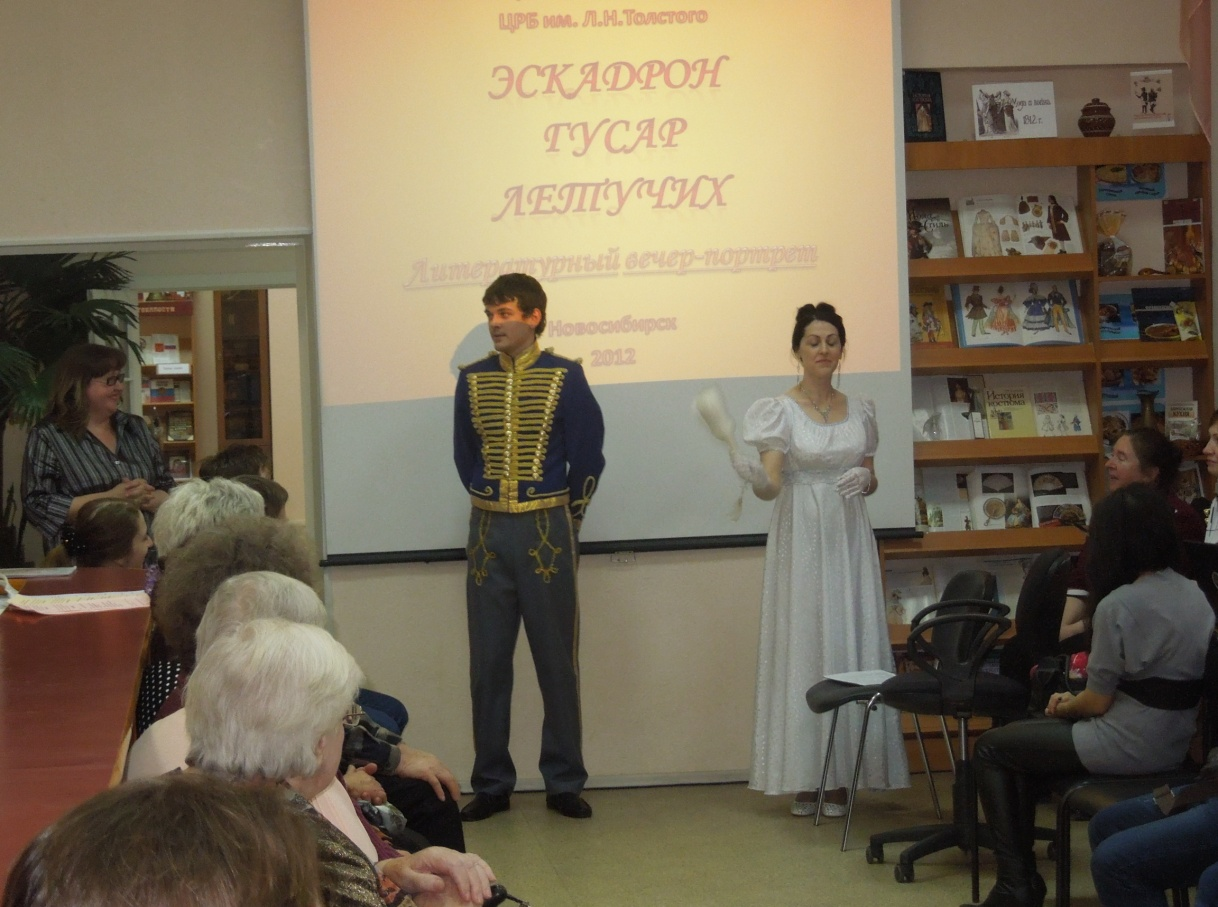 ЦРБ им. Л.Н.Толстого
ЭСКАДРОН
ГУСАР
ЛЕТУЧИХ
Литературный вечер-портрет
Новосибирск
2012
1812 г.
История
костюма